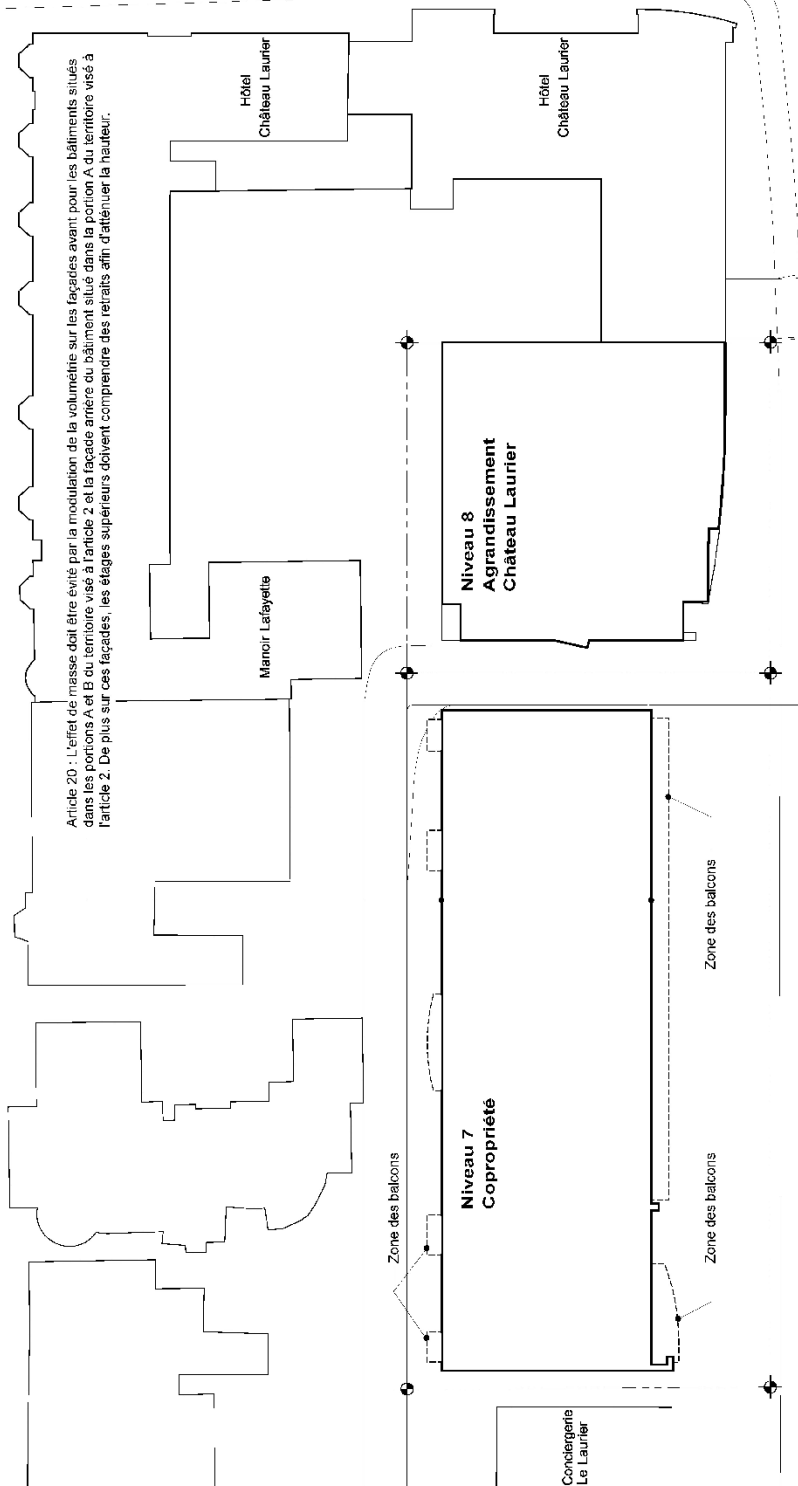 Article 20 : L'effet de masse doit être évité par la modulation de la volumétrie sur les façades avant pour les bâtiments situés
dans les portions A et B du territoire visé à l'article 2 et la façade arrière du bâtiment situé dans la portion A du territoire visé à
l'article 2. De plus sur ces façades, les étages supérieurs doivent comprendre des retraits afin d'atténuer la hauteur.
Hôtel
Château Laurier
Manoir Lafayette
Hôtel
Château Laurier
Niveau 8
Agrandissement
Château Laurier
Zone des balcons
Niveau 7
Copropriété
Zone des balcons
Zone des balcons
Conciergerie
Le Laurier